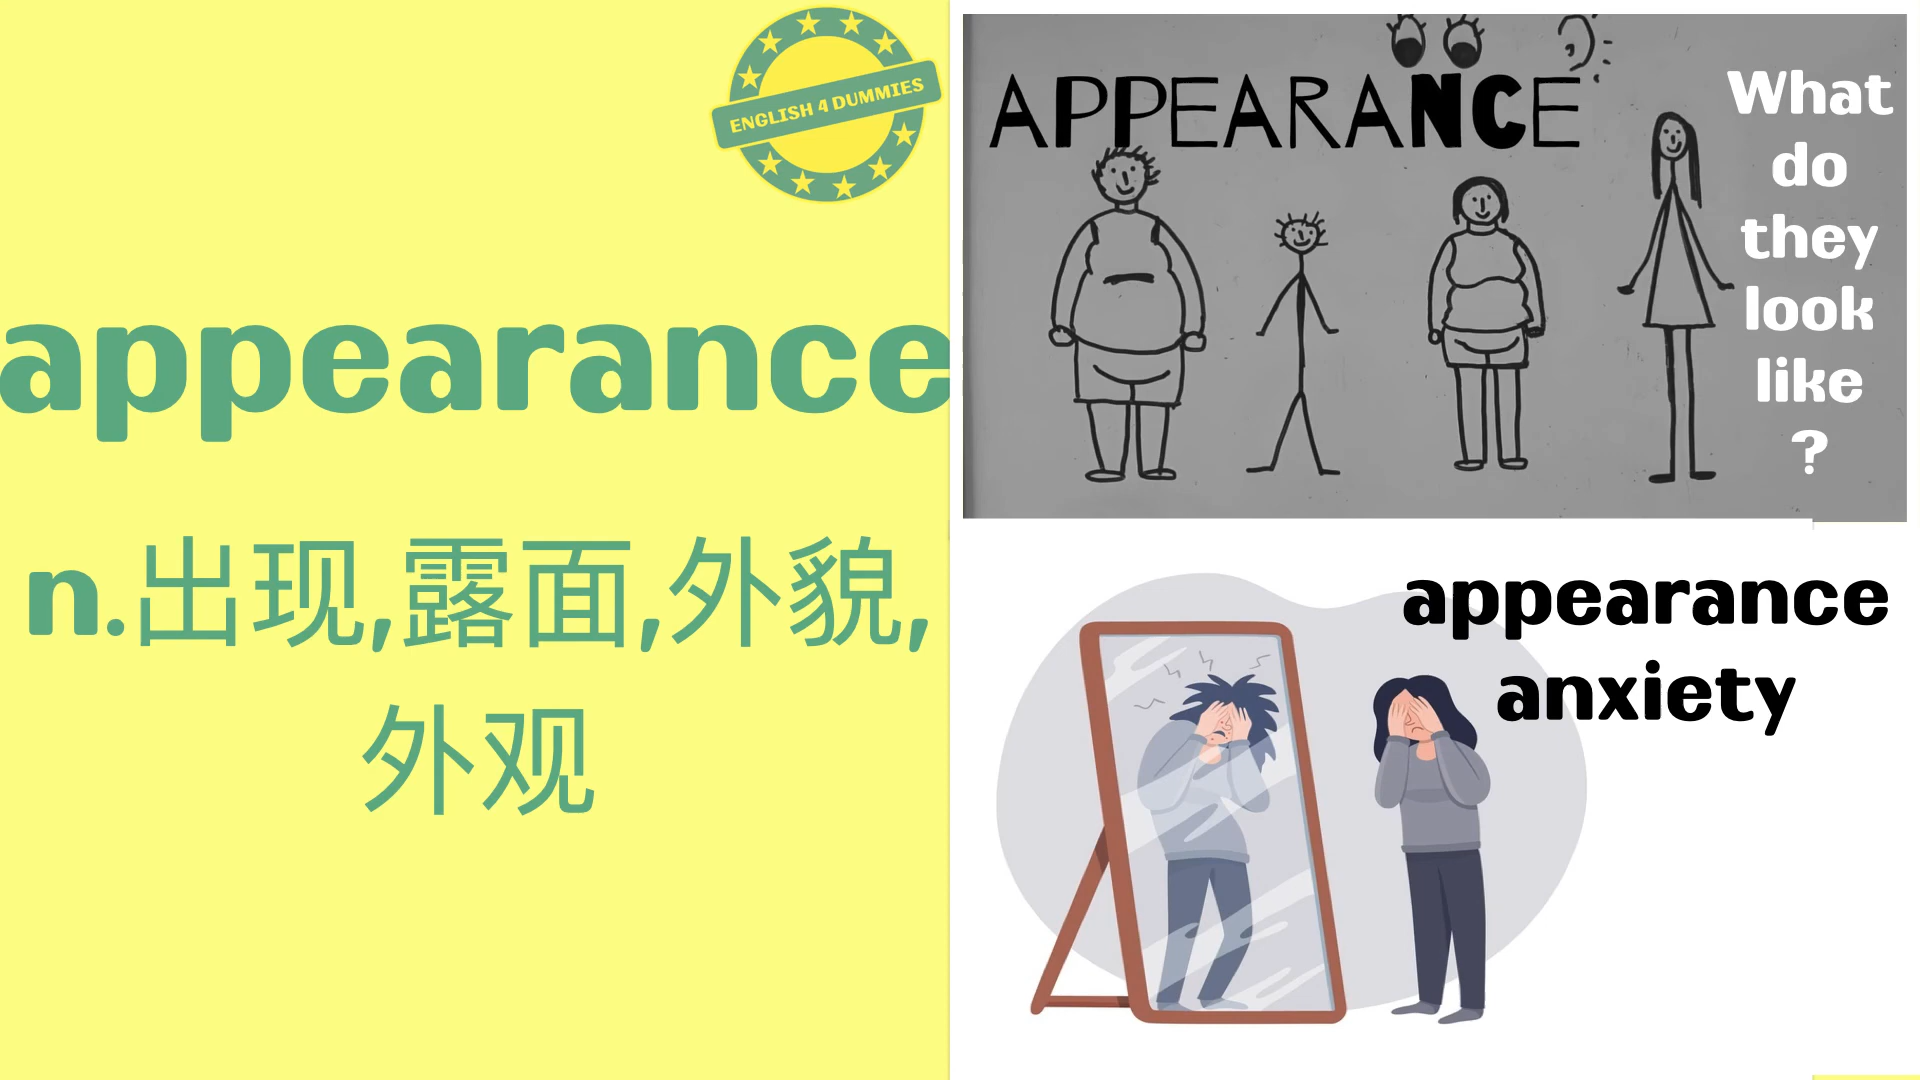 ENGLISH 4 DUMMIES
appearance
n.出现,露面,外貌,
外观
APPEARANCE
What
do
they
look
like
?
appearance
anxiety